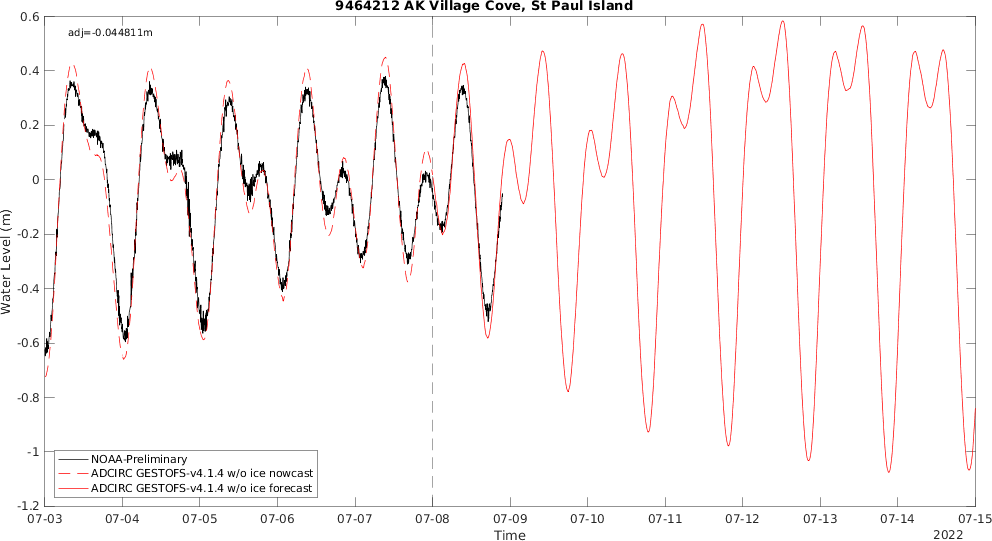 9464212 AK Village Cove, St Paul Island
adj=-0.044811m
0.6
0.4
0.2
0
-0.2
-0.4
-0.6
-0.8
-1
-1.2
Water Level (m)
NOAA-Preliminary
ADCIRC GESTOFS-v4.1.4 w/o ice nowcast
ADCIRC GESTOFS-v4.1.4 w/o ice forecast
07-03 07-04 07-05 07-06 07-07 07-08 07-09 07-10 07-11 07-12 07-13 07-14 07-15
Time
2022